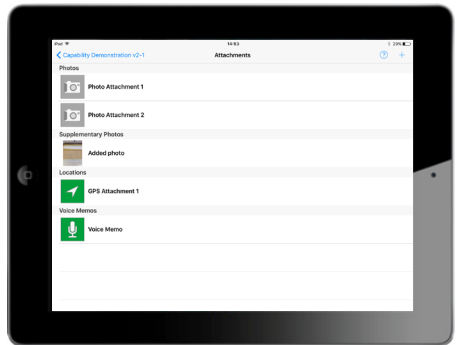 iPad 14:53 29%
Capability Demonstration v2-1 Attachments ? +
Photos
Photo Attachment 1
Photo Attachment 2
Supplementary Photos
Added photo
Locations
GPS Attachment 1
Voice Memos
Voice Memo